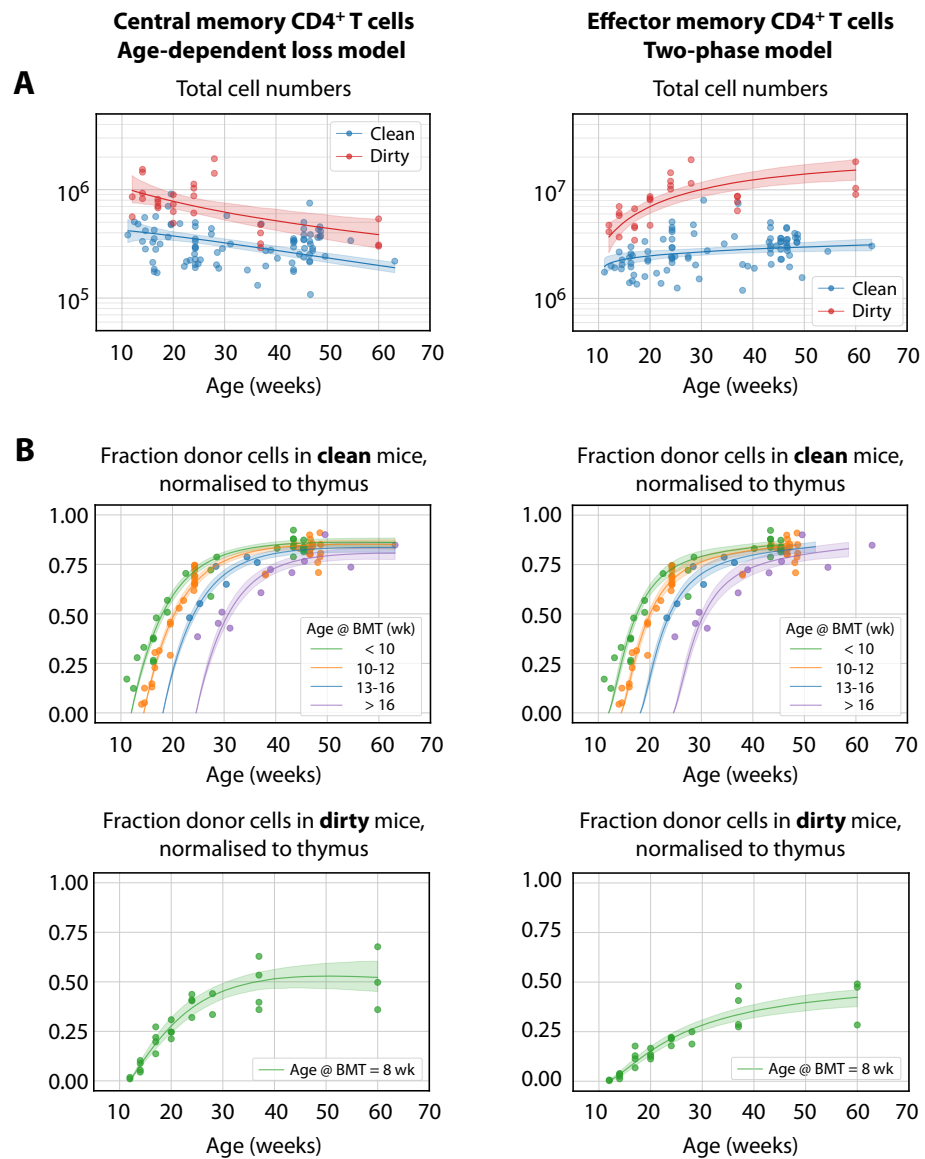 Central memory CD4⁺ T cells
Age-dependent loss model
Effector memory CD4⁺ T cells
Two-phase model
A
Total cell numbers
Clean
Dirty
10⁶
10⁵
10 20 30 40 50 60 70
Age (weeks)
Total cell numbers
10⁷
10⁶
Clean
Dirty
10 20 30 40 50 60 70
Age (weeks)
B
Fraction donor cells in clean mice,
normalised to thymus
1.00
0.75
0.50
0.25
0.00
Age @ BMT (wk)
< 10
10-12
13-16
> 16
10 20 30 40 50 60 70
Age (weeks)
Fraction donor cells in clean mice,
normalised to thymus
1.00
0.75
0.50
0.25
0.00
Age @ BMT (wk)
< 10
10-12
13-16
> 16
10 20 30 40 50 60 70
Age (weeks)
Fraction donor cells in dirty mice,
normalised to thymus
1.00
0.75
0.50
0.25
0.00
Age @ BMT = 8 wk
10 20 30 40 50 60 70
Age (weeks)
Fraction donor cells in dirty mice,
normalised to thymus
1.00
0.75
0.50
0.25
0.00
Age @ BMT = 8 wk
10 20 30 40 50 60 70
Age (weeks)